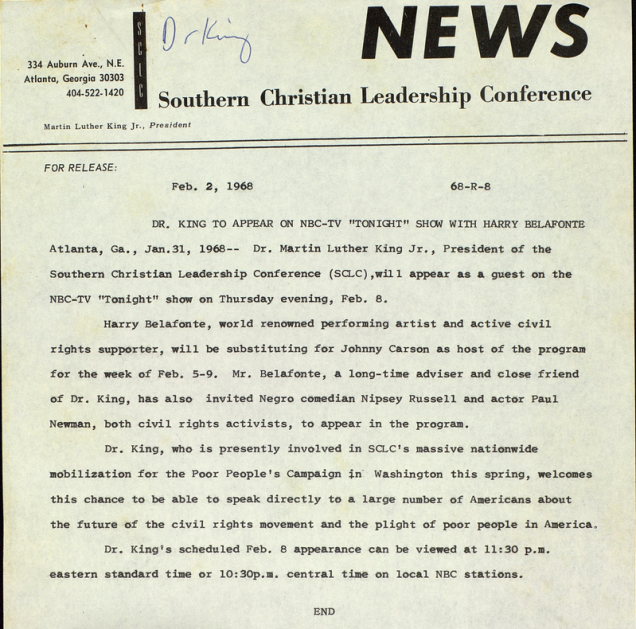 Dr King
NEWS
SCLC
334 Auburn Ave., N.E.
Atlanta, Georgia 30303
404-522-1420
Southern Christian Leadership Conference
Martin Luther King Jr., President
FOR RELEASE:
Feb. 2, 1968 68-R-8
DR. KING TO APPEAR ON NBC-TV "TONIGHT" SHOW WITH HARRY BELAFONTE
Atlanta, Ga., Jan.31, 1968-- Dr. Martin Luther King Jr., President of the
Southern Christian Leadership Conference (SCLC),will appear as a guest on the
NBC-TV "Tonight" show on Thursday evening, Feb. 8.
Harry Belafonte, world renowned performing artist and active civil
rights supporter, will be substituting for Johnny Carson as host of the program
for the week of Feb. 5-9. Mr. Belafonte, a long-time adviser and close friend
of Dr. King, has also invited Negro comedian Nipsey Russell and actor Paul
Newman, both civil rights activists, to appear in the program.
Dr. King, who is presently involved in SCLC's massive nationwide
mobilization for the Poor People's Campaign in Washington this spring, welcomes
this chance to be able to speak directly to a large number of Americans about
the future of the civil rights movement and the plight of poor people in America.
Dr. King's scheduled Feb. 8 appearance can be viewed at 11:30 p.m.
eastern standard time or 10:30p.m. central time on local NBC stations.
END